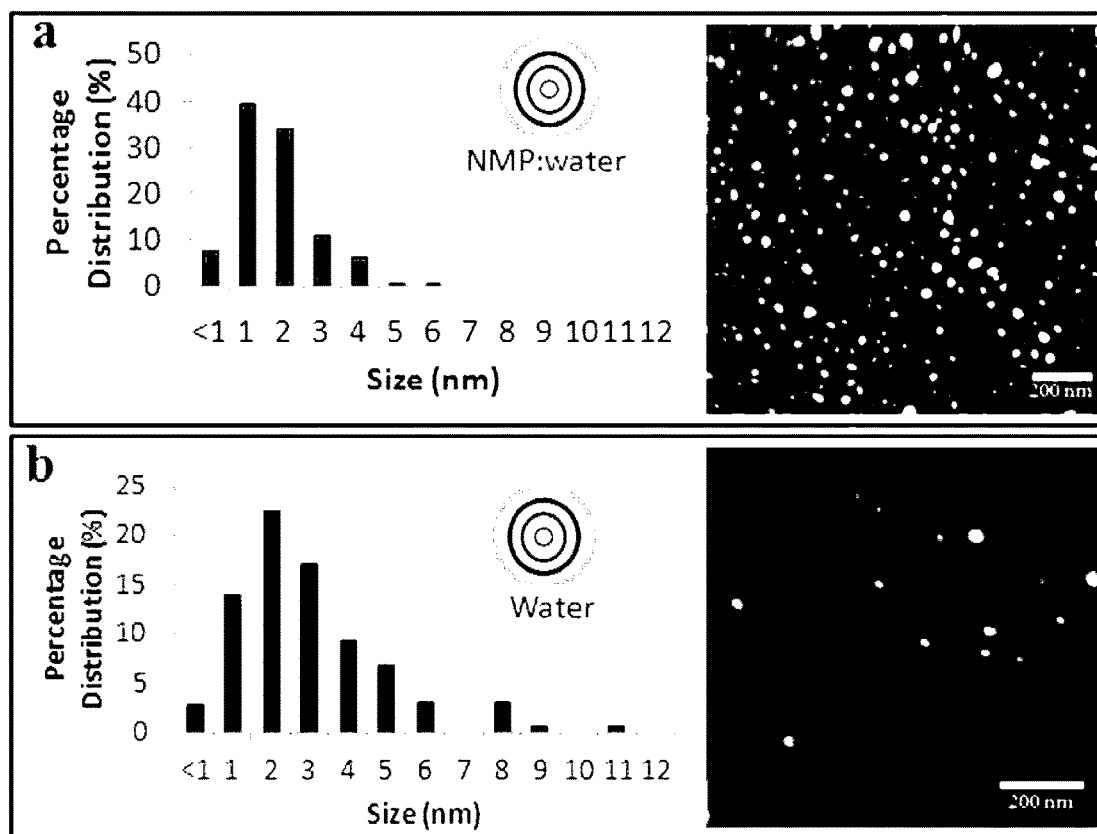 a
Percentage
Distribution (%)
50
40
30
20
10
0
<1 1 2 3 4 5 6 7 8 9 10 11 12
Size (nm)
NMP:water
200 nm
b
Percentage
Distribution (%)
25
20
15
10
5
0
<1 1 2 3 4 5 6 7 8 9 10 11 12
Size (nm)
Water
200 nm